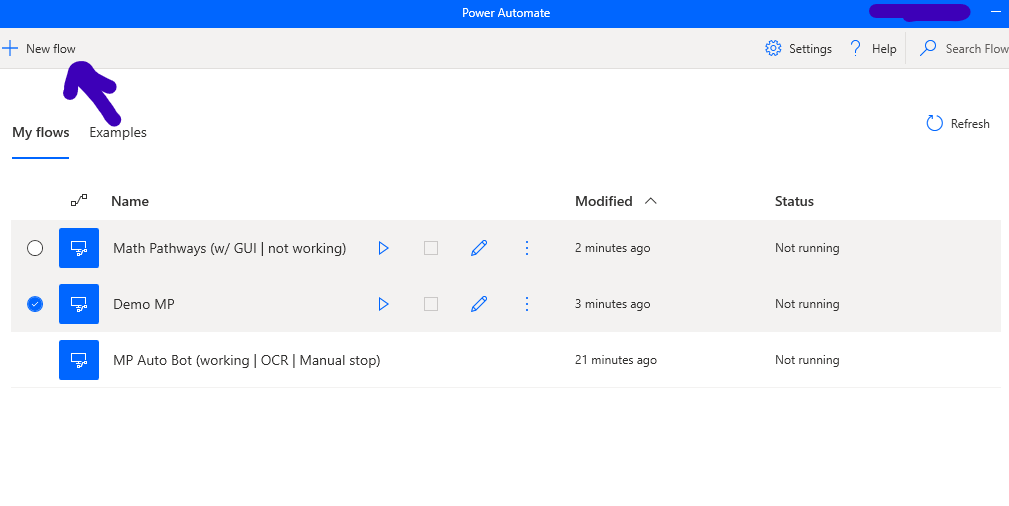 Power Automate
New flow Settings ? Help Search Flow
My flows Examples Refresh
Name Modified Status
Math Pathways (w/ GUI | not working) 2 minutes ago Not running
Demo MP 3 minutes ago Not running
MP Auto Bot (working | OCR | Manual stop) 21 minutes ago Not running